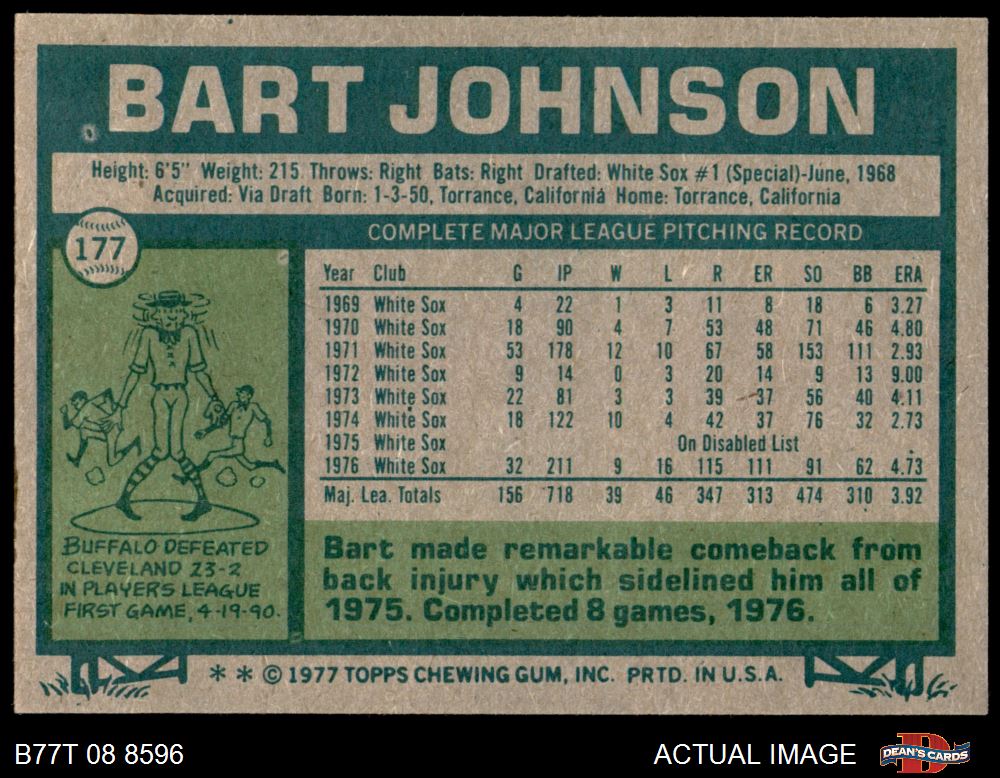 BART JOHNSON
Height: 6'5" Weight: 215 Throws: Right Bats: Right Drafted: White Sox #1 (Special)-June, 1968
Acquired: Via Draft Born: 1-3-50, Torrance, California Home: Torrance, California
177
COMPLETE MAJOR LEAGUE PITCHING RECORD
Year Club G IP W L R ER SO BB ERA
1969 White Sox 4 22 1 3 11 8 18 6 3.27
1970 White Sox 18 90 4 7 53 48 71 46 4.80
1971 White Sox 53 178 12 10 67 58 153 111 2.93
1972 White Sox 9 14 0 3 20 14 9 13 9.00
1973 White Sox 22 81 3 3 39 37 56 40 4.11
1974 White Sox 18 122 10 4 42 37 76 32 2.73
1975 White Sox On Disabled List
1976 White Sox 32 211 9 16 115 111 91 62 4.73
Maj. Lea. Totals 156 718 39 46 347 313 474 310 3.92
BUFFALO DEFEATED
CLEVELAND 23-2
IN PLAYERS LEAGUE
FIRST GAME, 4-19-90.
Bart made remarkable comeback from
back injury which sidelined him all of
1975. Completed 8 games, 1976.
** © 1977 TOPPS CHEWING GUM, INC. PRTD. IN U.S.A.
B77T 08 8596
ACTUAL IMAGE
DEAN'S CARDS